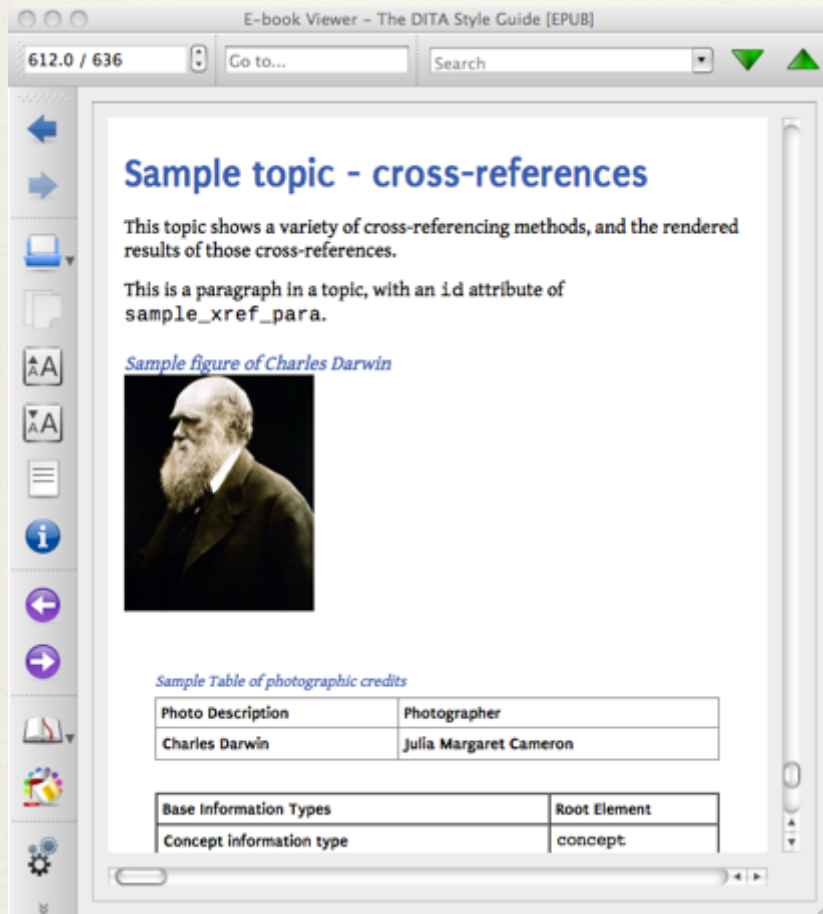 E-book Viewer – The DITA Style Guide [EPUB]
612.0 / 636 Go to... Search
A A
A A
Sample topic - cross-references
This topic shows a variety of cross-referencing methods, and the rendered
results of those cross-references.
This is a paragraph in a topic, with an id attribute of
sample_xref_para.
Sample figure of Charles Darwin
Sample Table of photographic credits
Photo Description Photographer
Charles Darwin Julia Margaret Cameron
Base Information Types Root Element
Concept information type concept